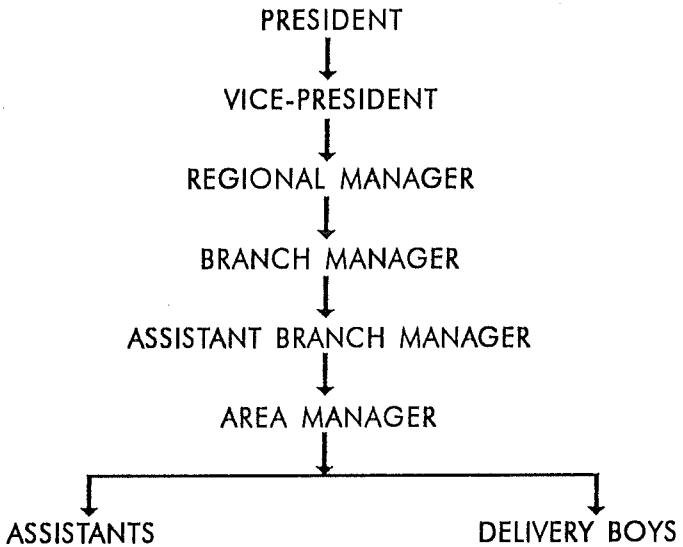 PRESIDENT
VICE-PRESIDENT
REGIONAL MANAGER
BRANCH MANAGER
ASSISTANT BRANCH MANAGER
AREA MANAGER
ASSISTANTS DELIVERY BOYS